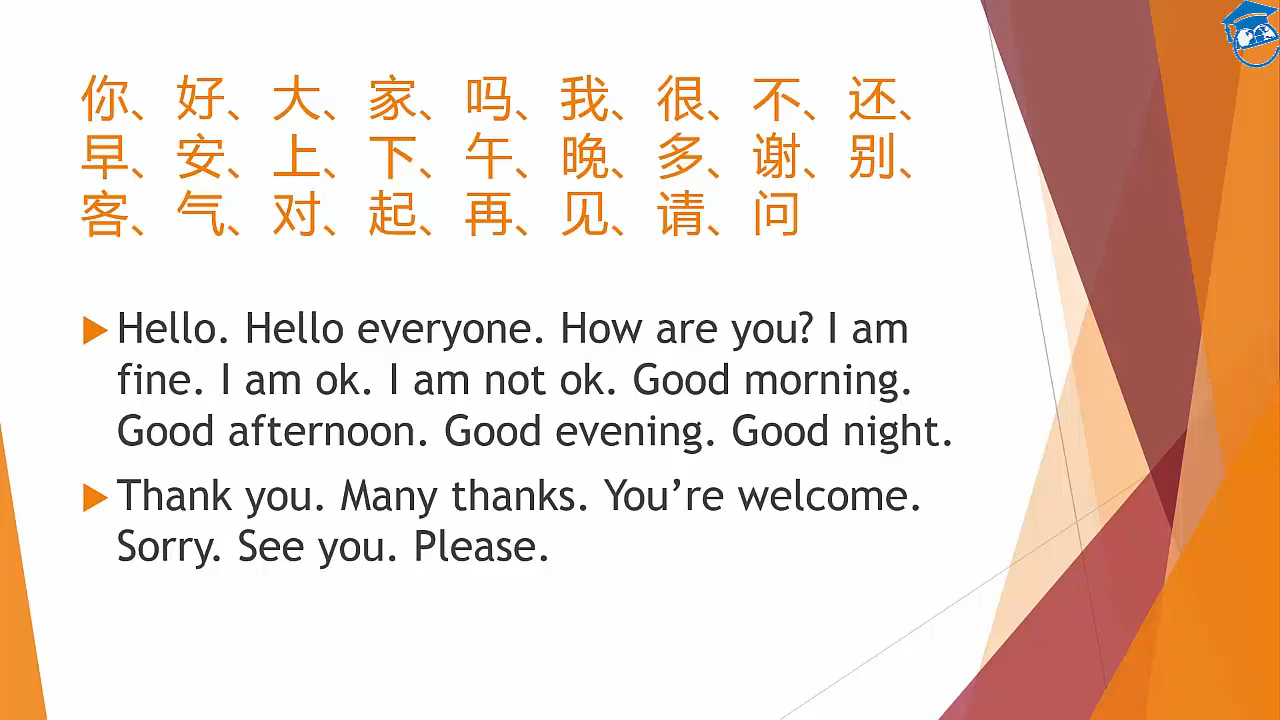 你、好、大、家、吗、我、很、不、还、
早、安、上、下、午、晚、多、谢、别、
客、气、对、起、再、见、请、问
Hello. Hello everyone. How are you? I am
fine. I am ok. I am not ok. Good morning.
Good afternoon. Good evening. Good night.
Thank you. Many thanks. You’re welcome.
Sorry. See you. Please.